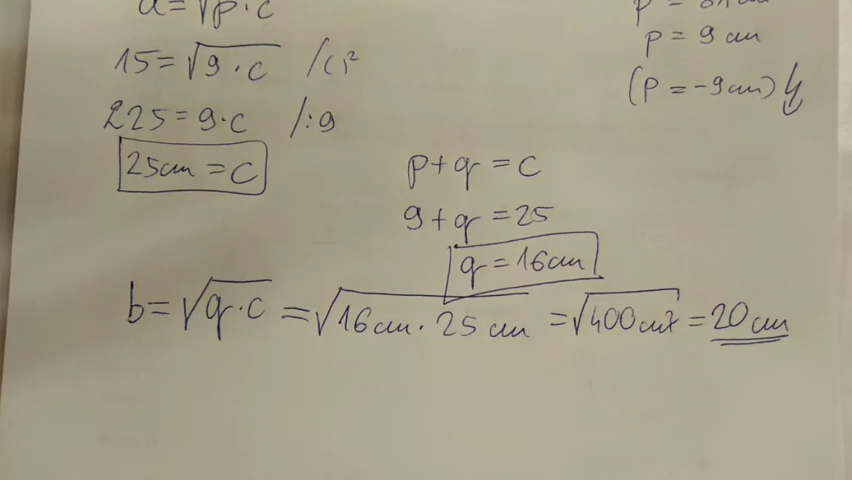 a = √p · c
15 = √9 · c /( )²
225 = 9 · c /:9
25cm = c
p = 9 cm
(p = -9cm)
p + q = c
9 + q = 25
q = 16cm
b = √q · c = √16cm · 25 cm = √400cm² = 20 cm